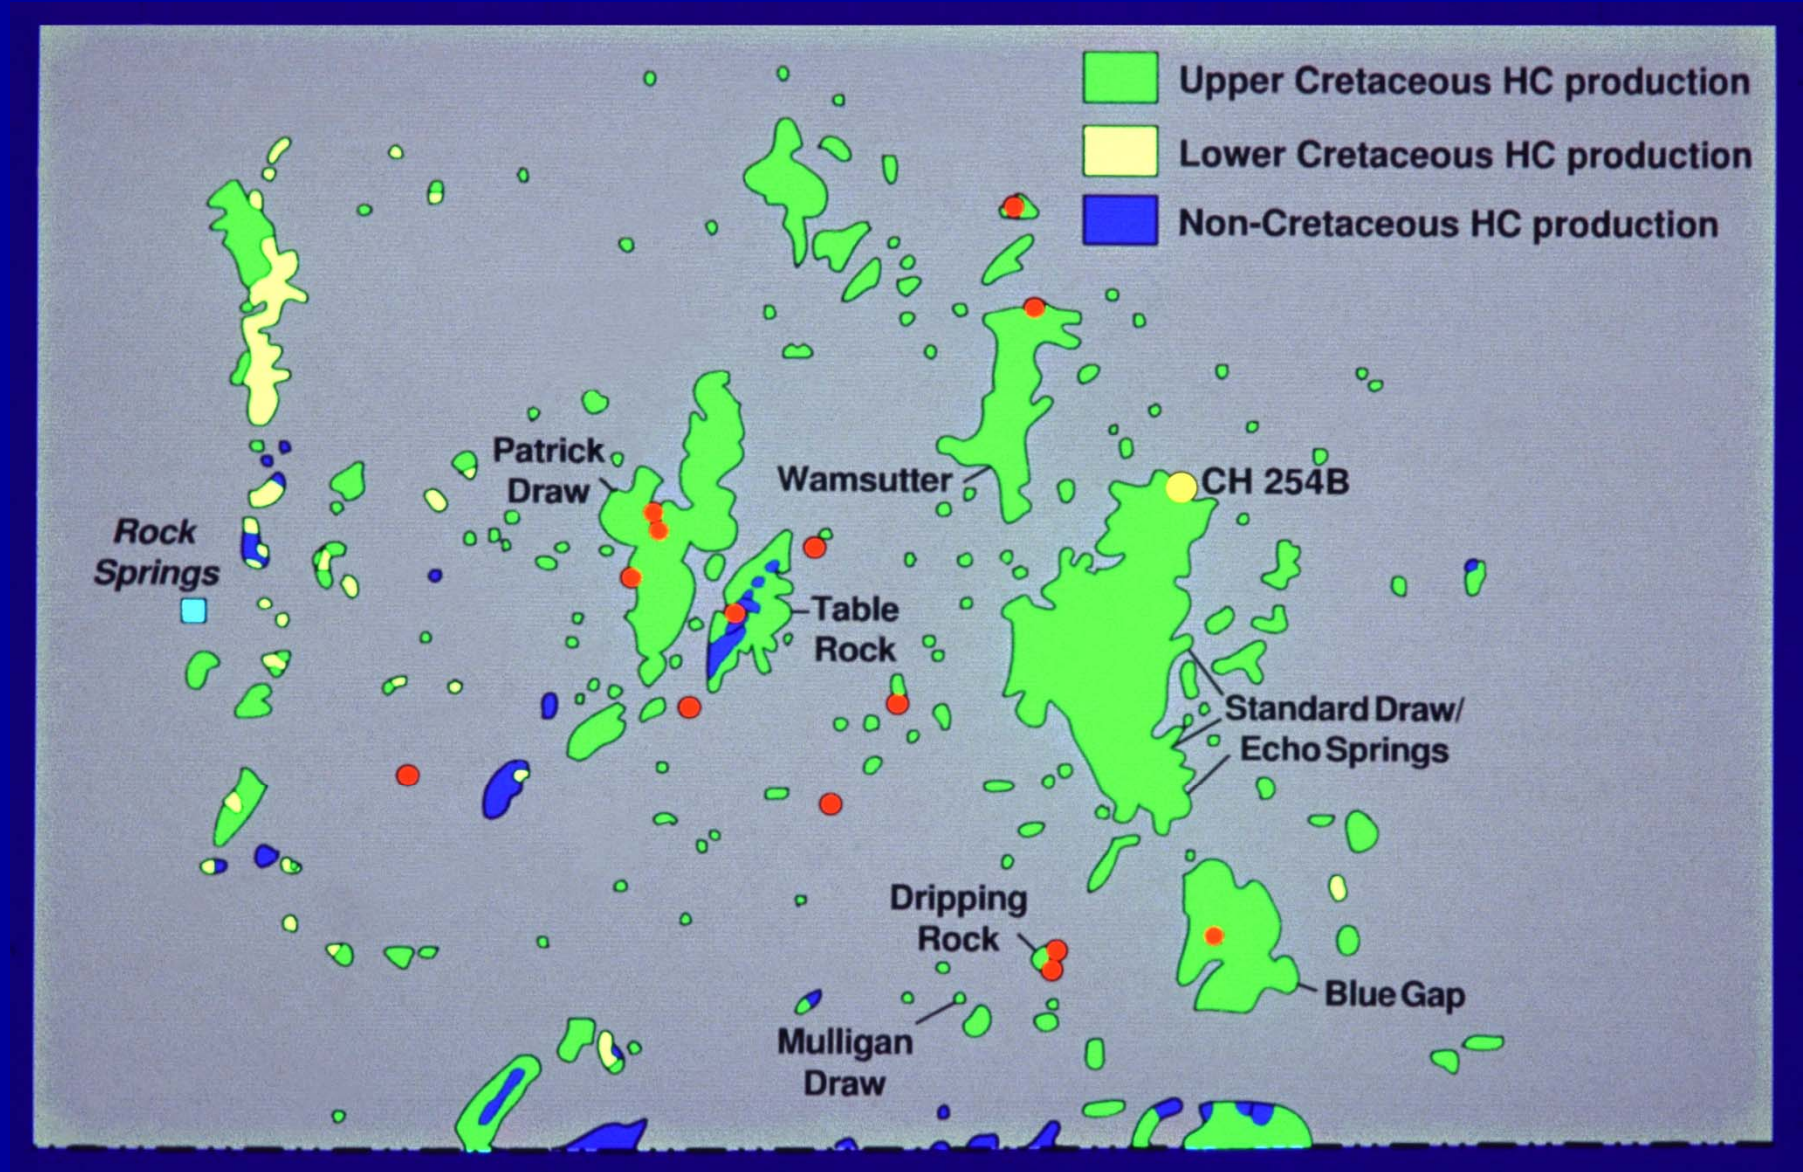 Upper Cretaceous HC production
Lower Cretaceous HC production
Non-Cretaceous HC production
Patrick
Draw
Wamsutter
CH 254B
Rock
Springs
Table
Rock
Standard Draw/
Echo Springs
Dripping
Rock
Blue Gap
Mulligan
Draw